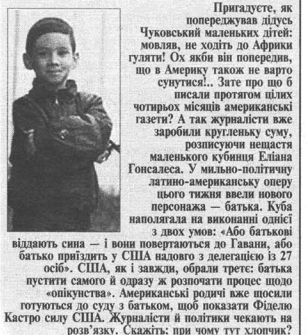 Пригадуєте, як
попереджував дідусь
Чуковський маленьких дітей:
мовляв, не ходіть до Африки
гуляти! Ох якби він попередив,
що в Америку також не варто
сунутися!.. Зате про що б
писали протягом цілих
чотирьох місяців американські
газети? А так журналісти вже
заробили кругленьку суму,
розписуючи нещастя
маленького кубинця Еліана
Гонсалеса. У мильно-політичну
латино-американську оперу
цього тижня ввели нового
персонажа — батька. Куба
наполягала на виконанні однієї
з двох умов: «Або батькові
віддають сина — і вони повертаються до Гавани, або
батько приїздить у США надовго з делегацією із 27
осіб». США, як і завжди, обрали третє: батька
пустити самого й одразу ж розпочати процес щодо
«опікунства». Американські родичі вже щосили
готуються до суду з батьком, щоб показати Фіделю
Кастро силу США. Журналісти й політики чекають на
розв'язку. Скажіть: при чому тут хлопчик?